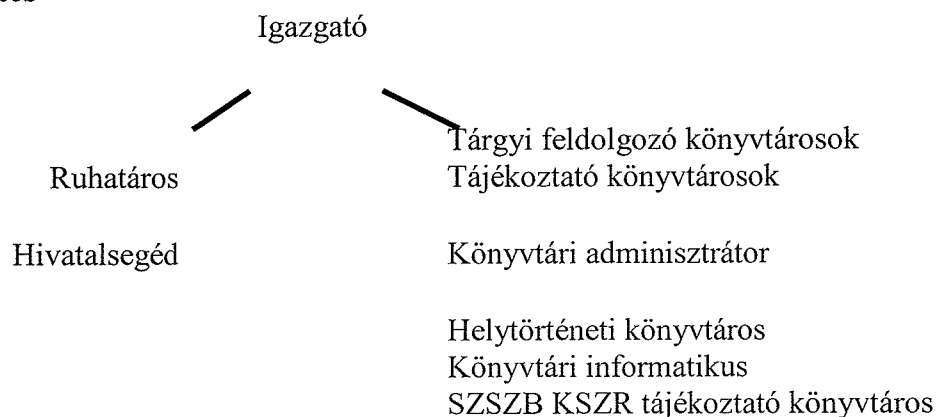 Igazgató
Tárgyi feldolgozó könyvtárosok
Ruhatáros
Tájékoztató könyvtárosok
Hivatalsegéd
Könyvtári adminisztrátor
Helytörténeti könyvtáros
Könyvtári informatikus
SZSZB KSZR tájékoztató könyvtáros